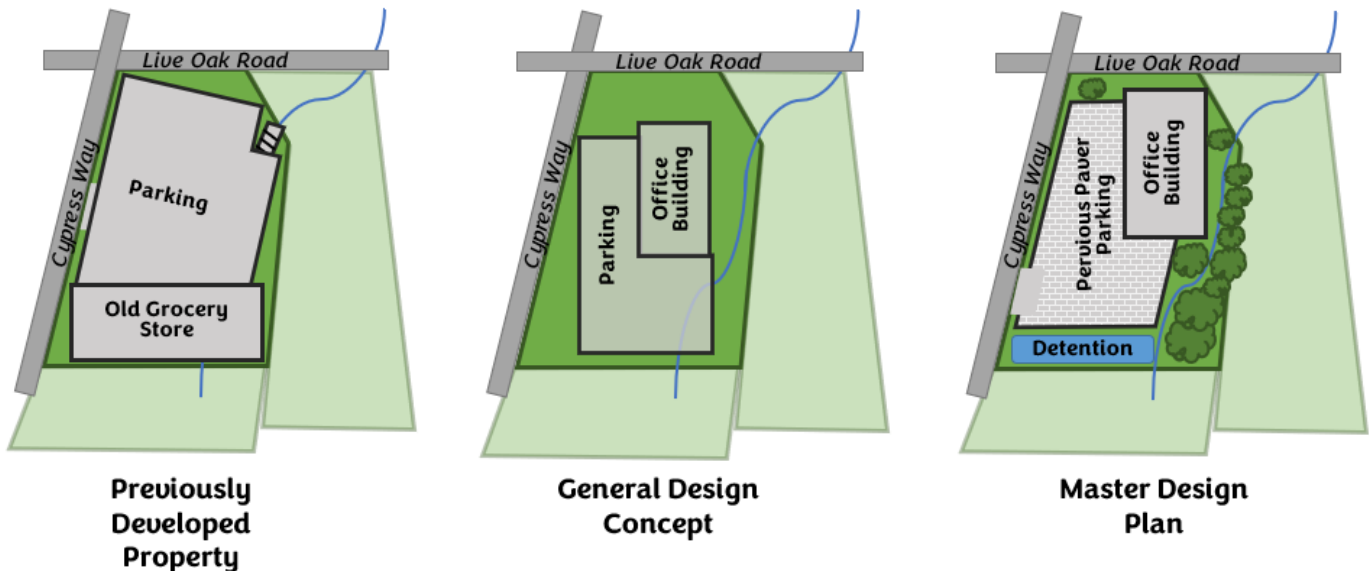 Live Oak Road
Cypress Way
Parking
Old Grocery
Store
Previously
Developed
Property
Live Oak Road
Cypress Way
Parking
Office
Building
General Design
Concept
Live Oak Road
Cypress Way
Pervious Paver
Parking
Office
Building
Detention
Master Design
Plan